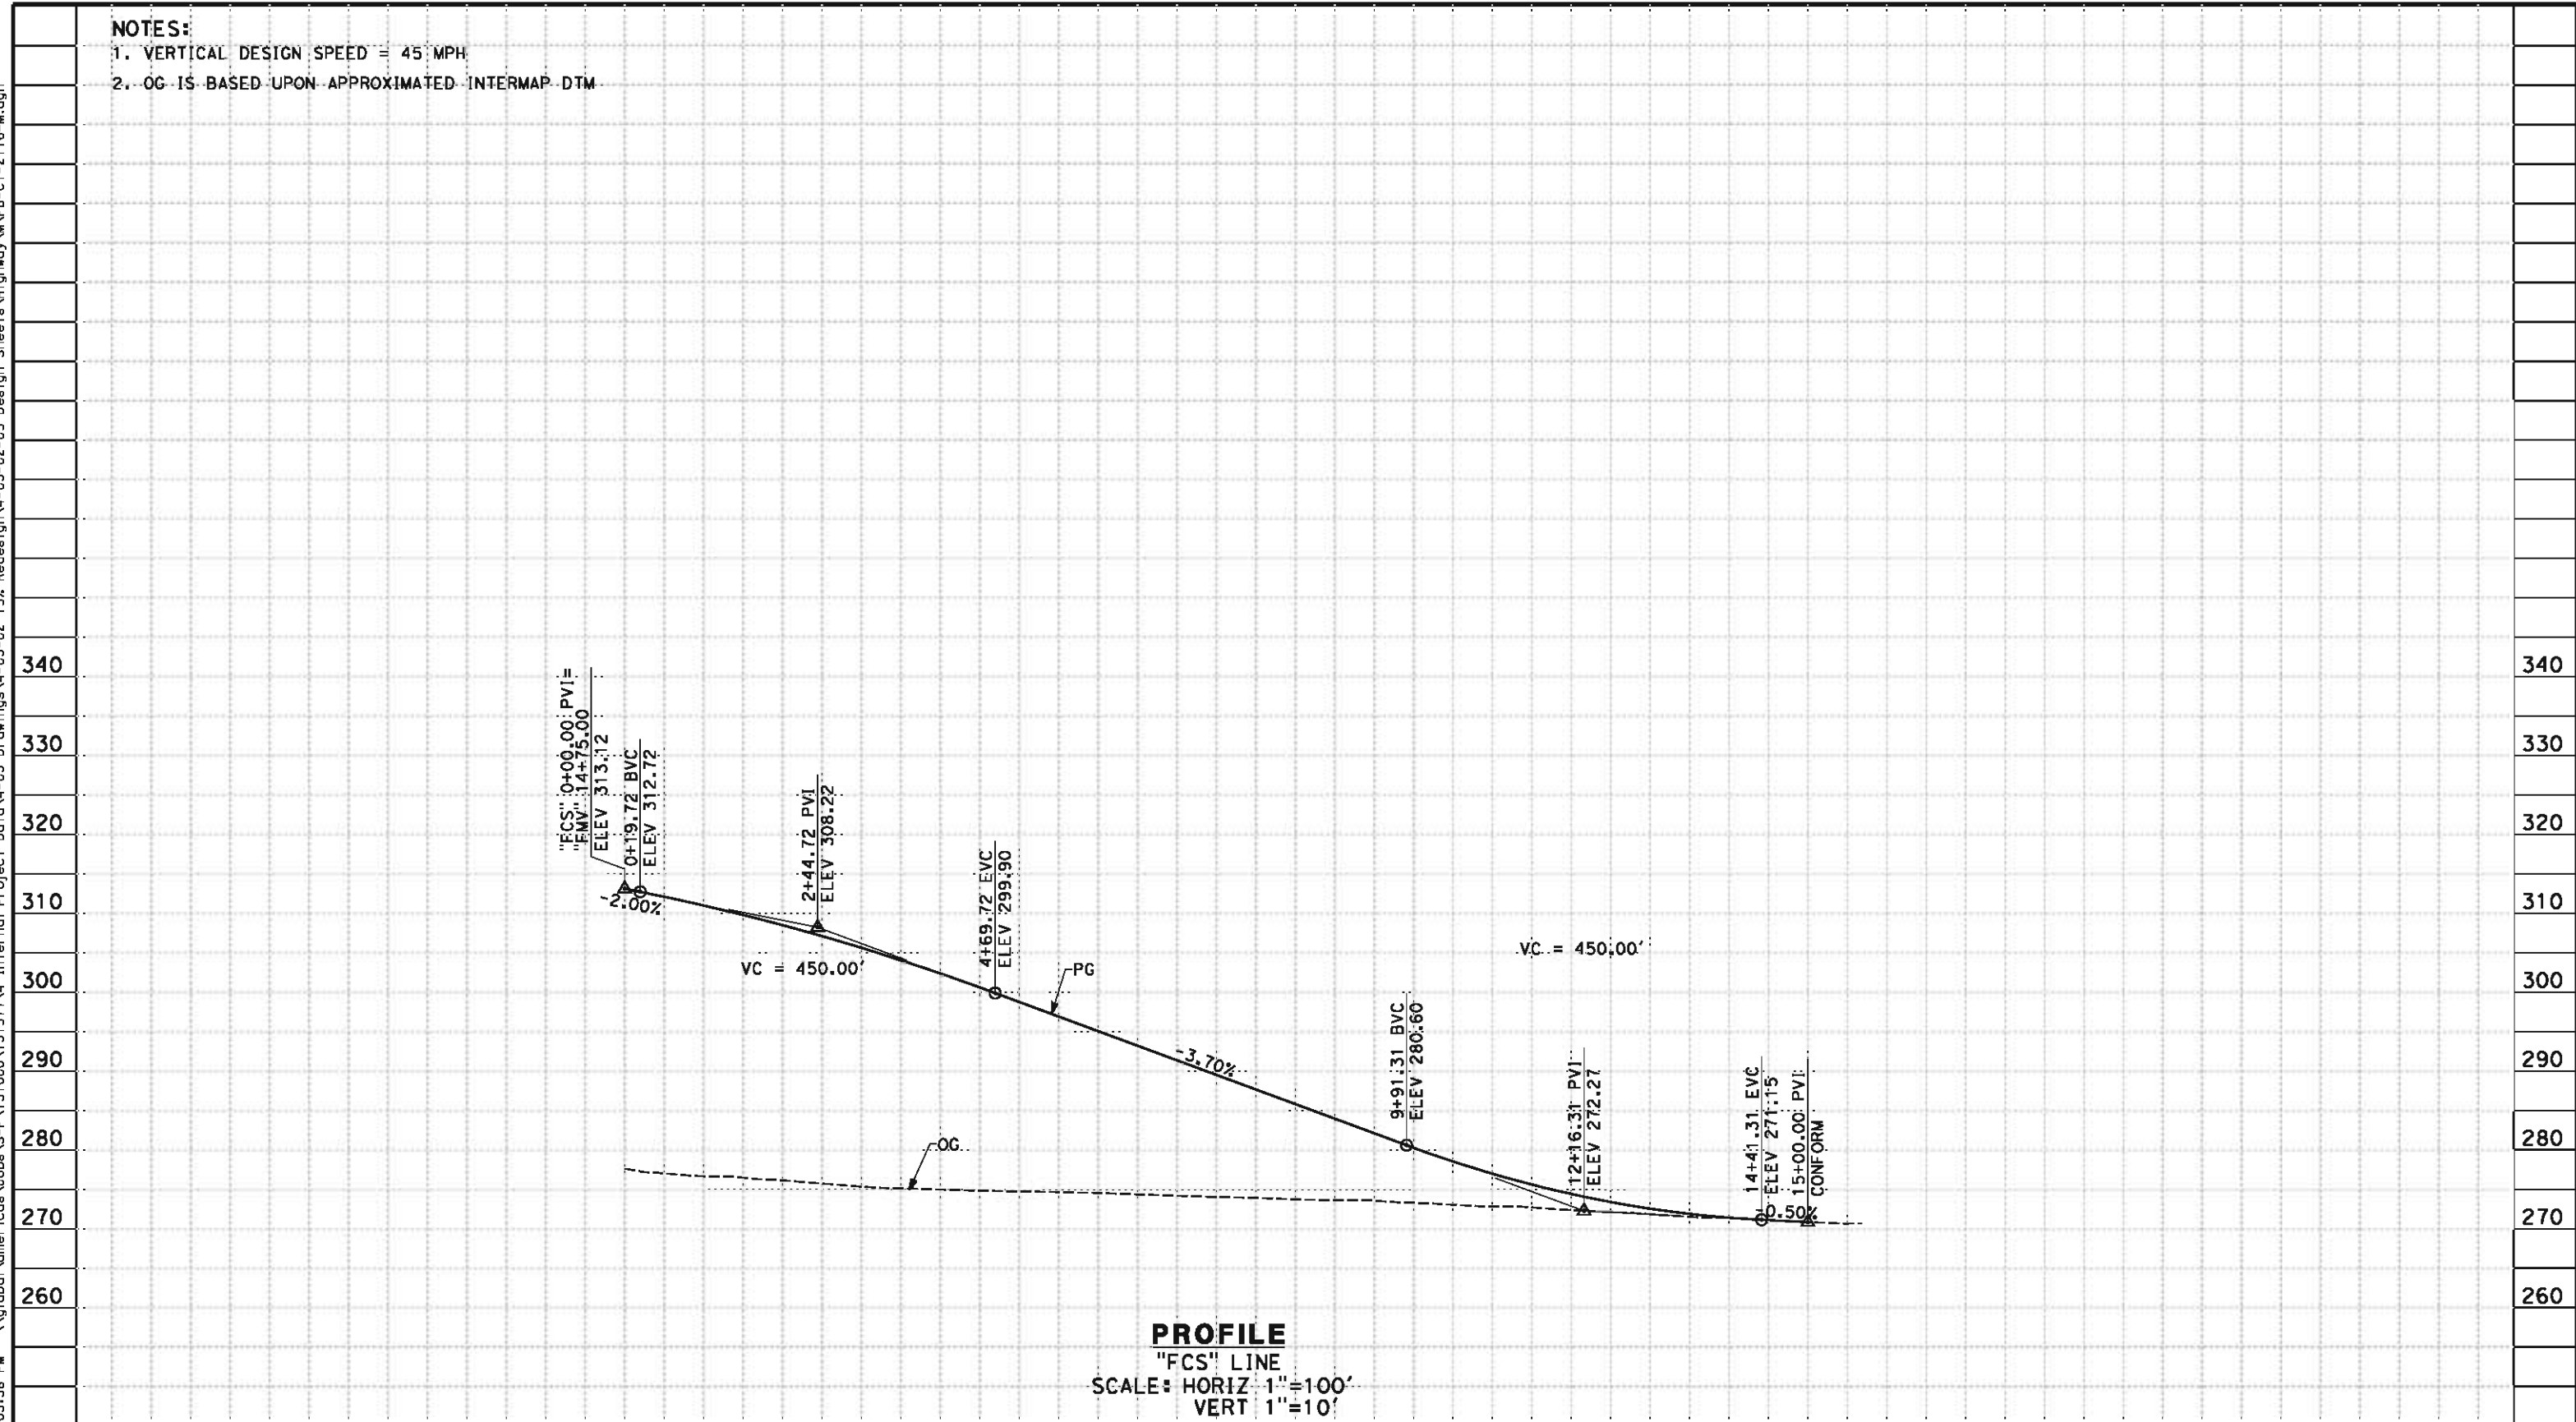 NOTES:
1. VERTICAL DESIGN SPEED = 45 MPH
2. OG IS BASED UPON APPROXIMATED INTERMAP DTM
340
330
320
310
300
290
280
270
260
"FCS" 0+00.00 PVI=
"FMV" 14+75.00
ELEV 313.12
0+19.72 BVC
ELEV 312.72
-2.00%
2+44.72 PVI
ELEV 308.22
VC = 450.00'
4+69.72 EVC
ELEV 299.90
PG
-3.70%
OG
9+91.31 BVC
ELEV 280.60
VC = 450.00'
12+16.31 PVI
ELEV 272.27
14+41.31 EVC
ELEV 271.15
15+00.00 PVI
CONFORM
-0.50%
340
330
320
310
300
290
280
270
260
PROFILE
"FCS" LINE
SCALE: HORIZ 1"=100'
VERT 1"=10'